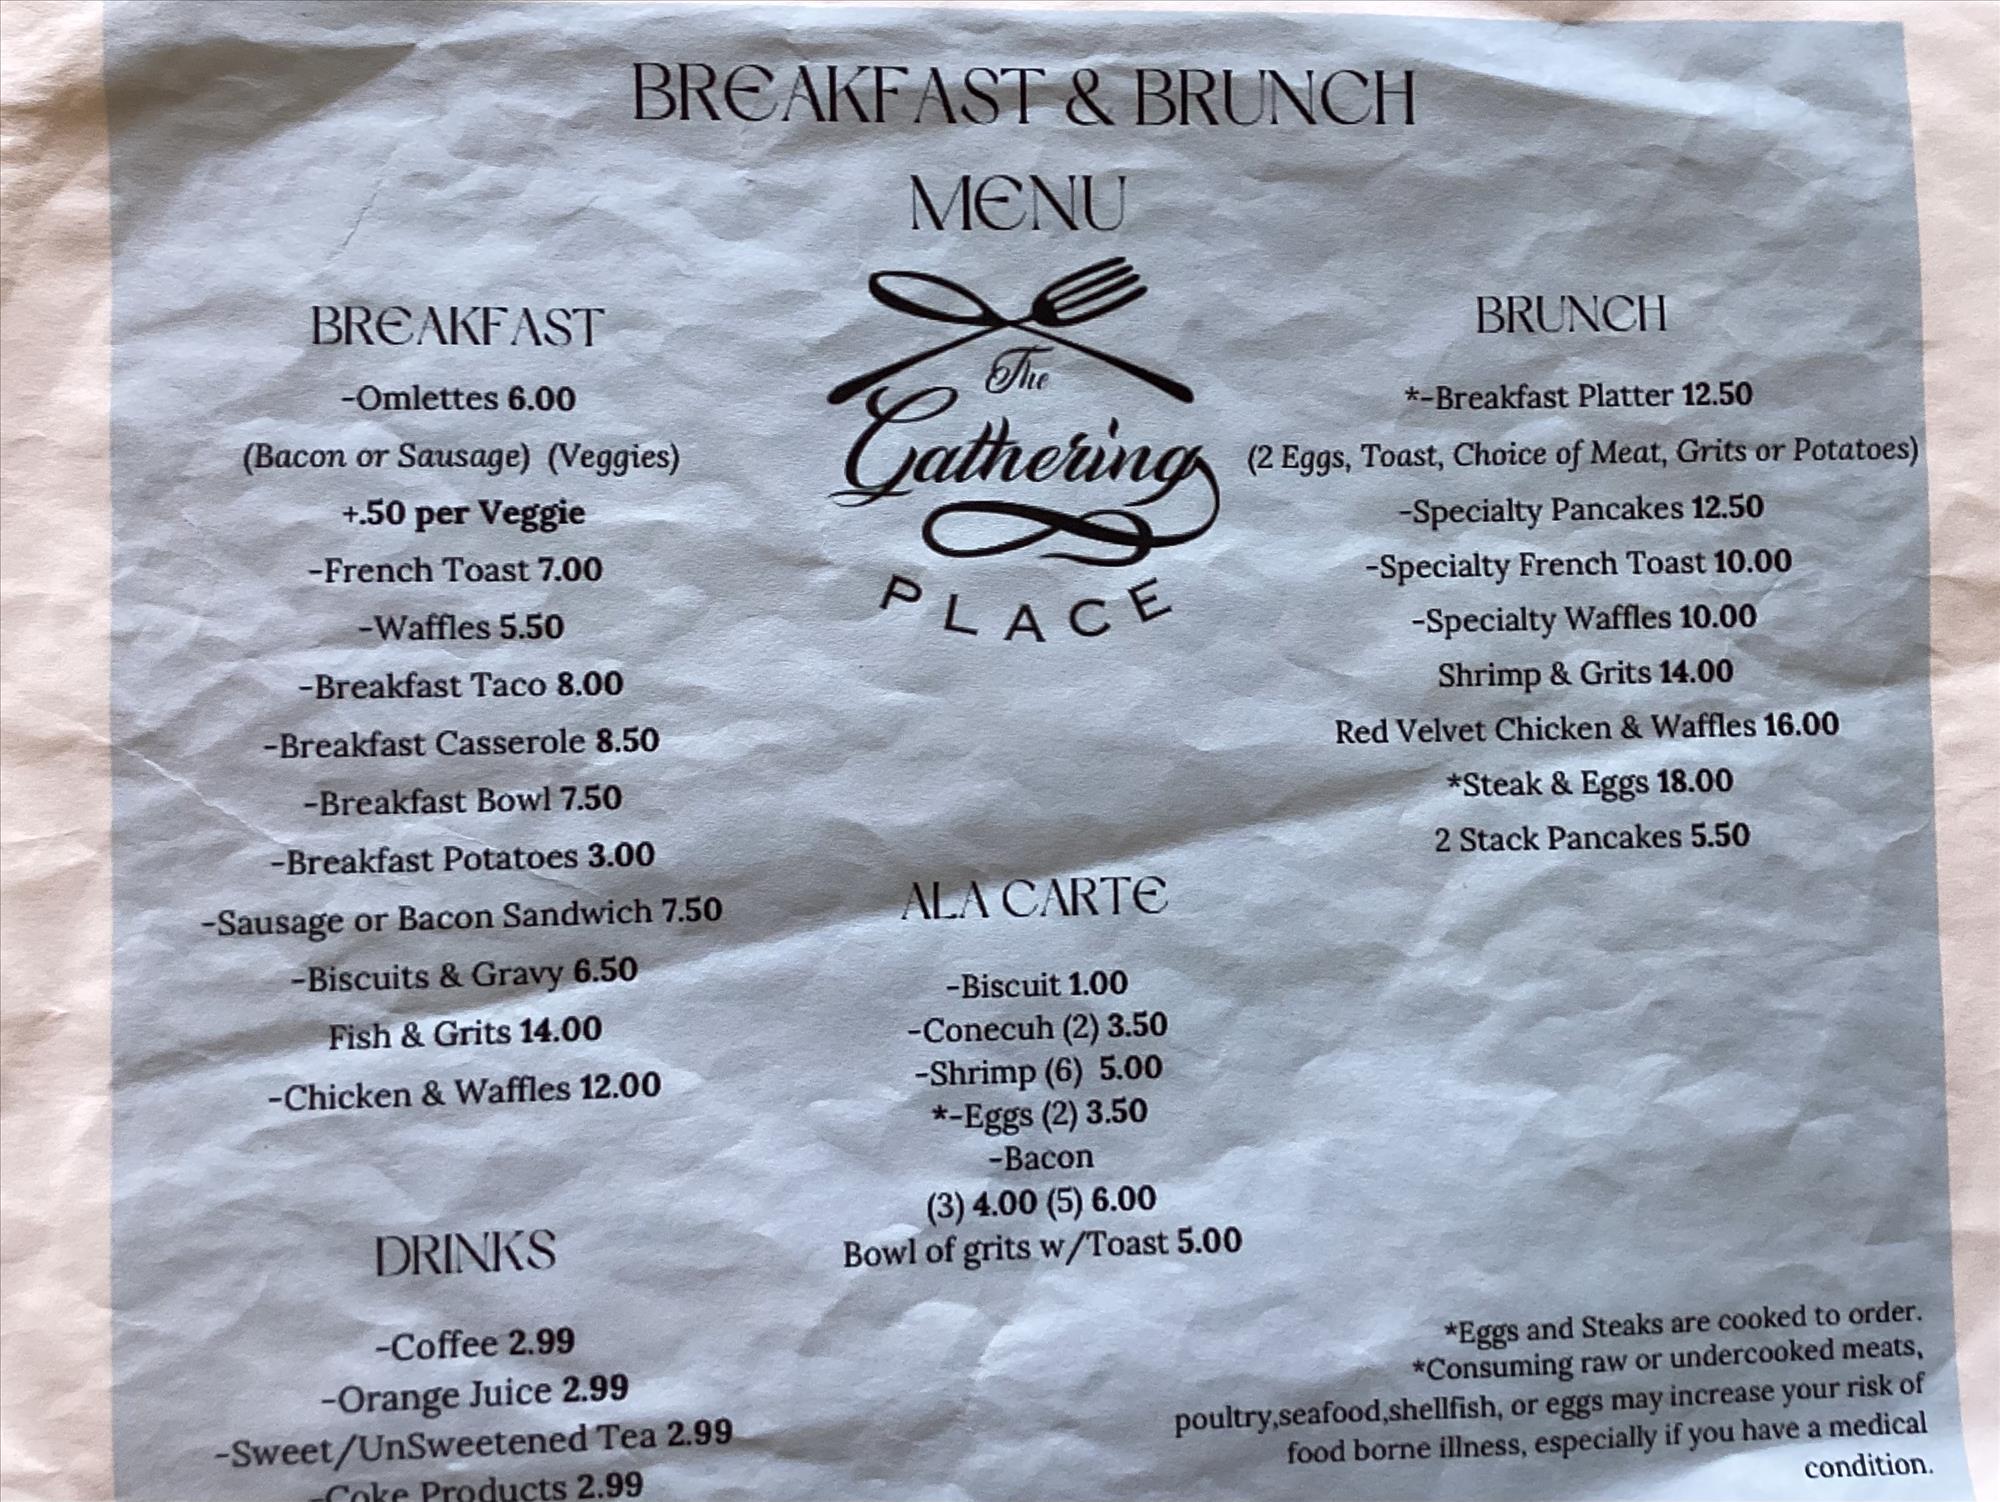 BREAKFAST & BRUNCH
MENU
The
Gathering
PLACE
BREAKFAST
-Omlettes 6.00
(Bacon or Sausage) (Veggies)
+.50 per Veggie
-French Toast 7.00
-Waffles 5.50
-Breakfast Taco 8.00
-Breakfast Casserole 8.50
-Breakfast Bowl 7.50
-Breakfast Potatoes 3.00
-Sausage or Bacon Sandwich 7.50
-Biscuits & Gravy 6.50
Fish & Grits 14.00
-Chicken & Waffles 12.00
DRINKS
-Coffee 2.99
-Orange Juice 2.99
-Sweet/UnSweetened Tea 2.99
-Coke Products 2.99
ALA CARTE
-Biscuit 1.00
-Conecuh (2) 3.50
-Shrimp (6) 5.00
*-Eggs (2) 3.50
-Bacon
(3) 4.00 (5) 6.00
Bowl of grits w/Toast 5.00
BRUNCH
*-Breakfast Platter 12.50
(2 Eggs, Toast, Choice of Meat, Grits or Potatoes)
-Specialty Pancakes 12.50
-Specialty French Toast 10.00
-Specialty Waffles 10.00
Shrimp & Grits 14.00
Red Velvet Chicken & Waffles 16.00
*Steak & Eggs 18.00
2 Stack Pancakes 5.50
*Eggs and Steaks are cooked to order.
*Consuming raw or undercooked meats,
poultry,seafood,shellfish, or eggs may increase your risk of
food borne illness, especially if you have a medical
condition.